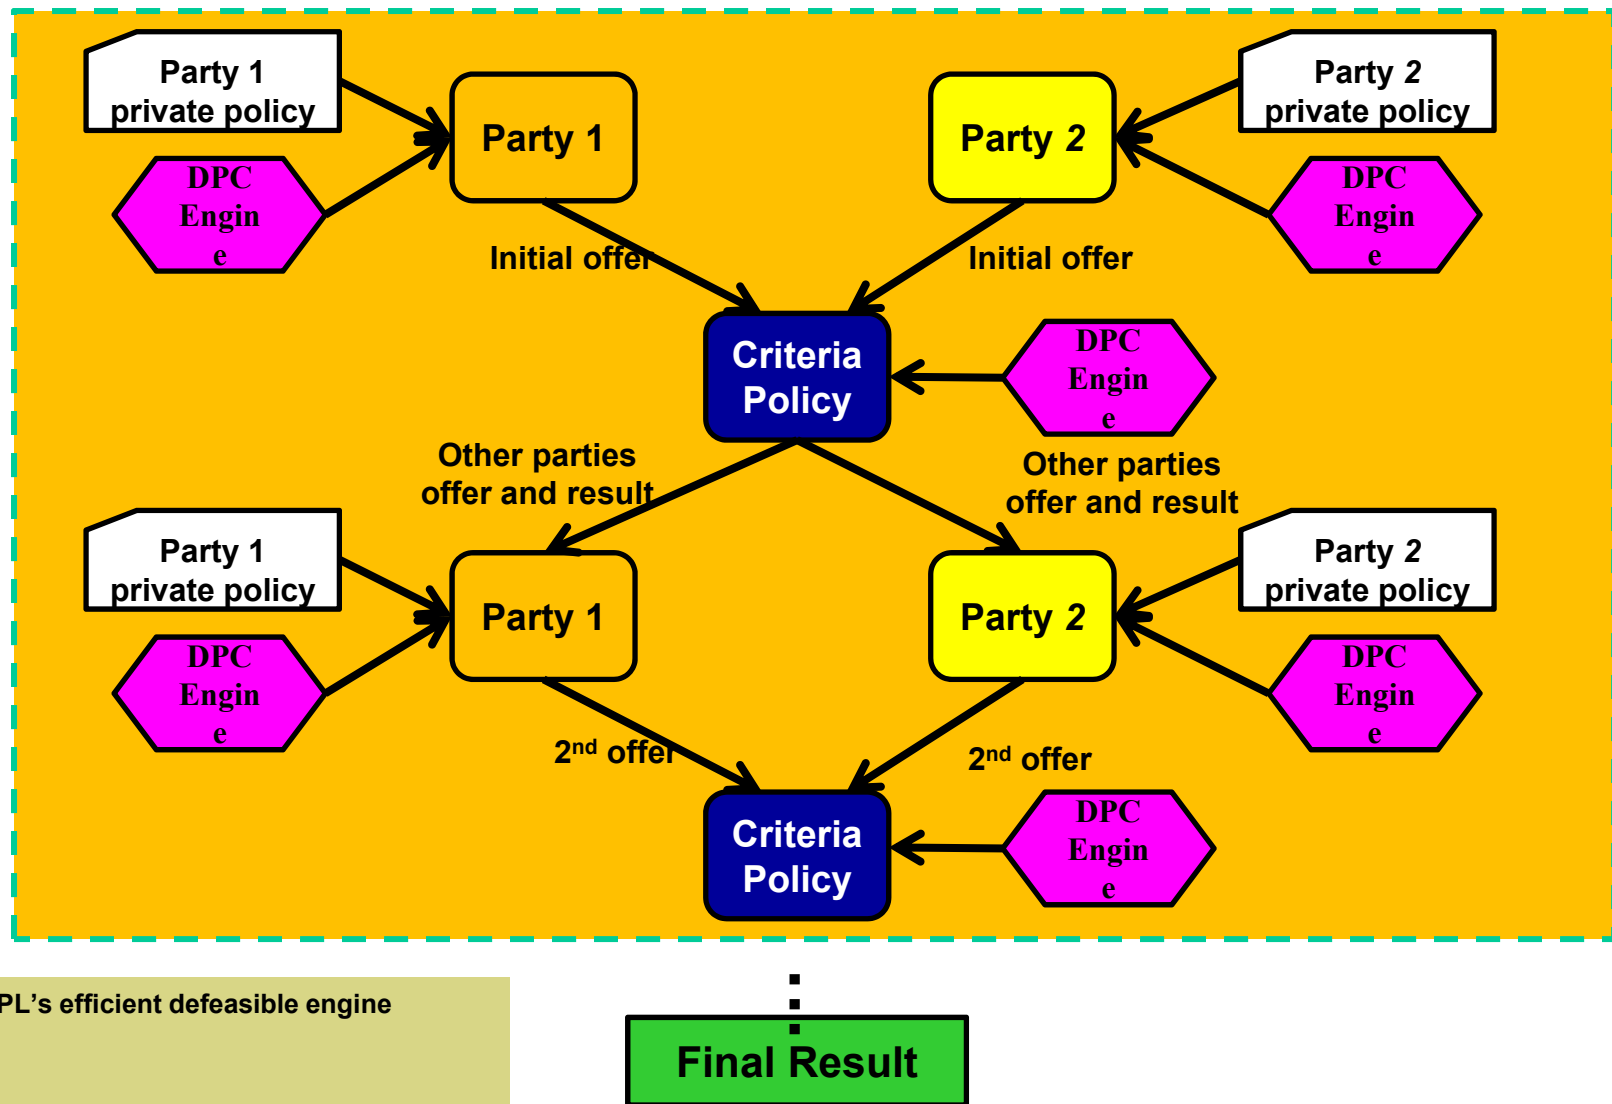 Party 1
private policy
Party 1
Party 2
Party 2
private policy
DPC
Engin
e
DPC
Engin
e
Initial offer
Initial offer
Criteria
Policy
DPC
Engin
e
Other parties
offer and result
Other parties
offer and result
Party 1
private policy
Party 1
Party 2
Party 2
private policy
DPC
Engin
e
DPC
Engin
e
2nd offer
2nd offer
Criteria
Policy
DPC
Engin
e
PL's efficient defeasible engine
Final Result